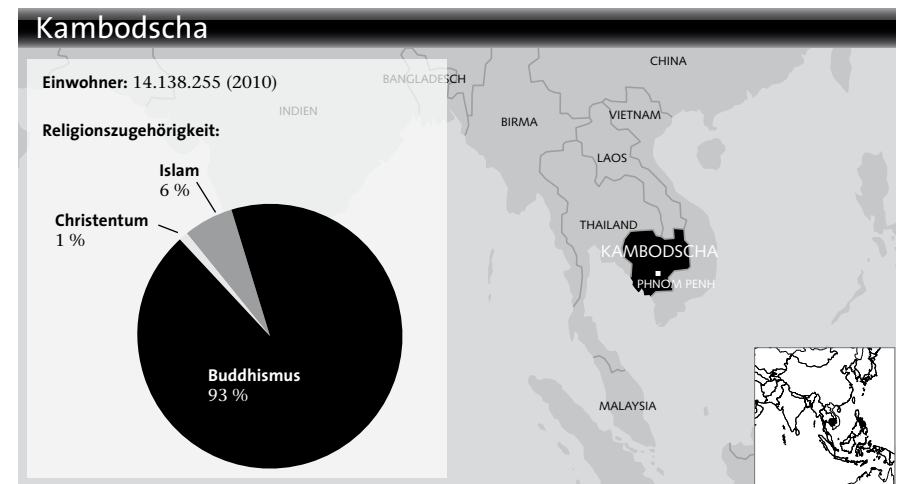 Kambodscha
Einwohner: 14.138.255 (2010)
Religionszugehörigkeit:
Islam
6 %
Christentum
1 %
Buddhismus
93 %
CHINA
BANGLADESCH
INDIEN
BIRMA
VIETNAM
LAOS
THAILAND
KAMBODSCHA
PHNOM PENH
MALAYSIA